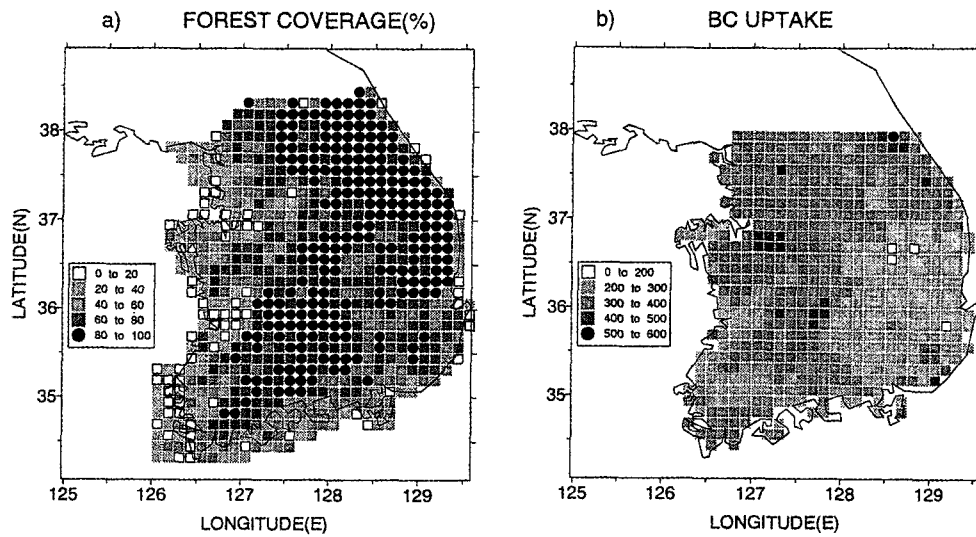 a) FOREST COVERAGE(%)
LATITUDE(N)
38
37
36
35
0 to 20
20 to 40
40 to 60
60 to 80
80 to 100
125 126 127 128 129
LONGITUDE(E)
b) BC UPTAKE
LATITUDE(N)
38
37
36
35
0 to 200
200 to 300
300 to 400
400 to 500
500 to 600
125 126 127 128 129
LONGITUDE(E)